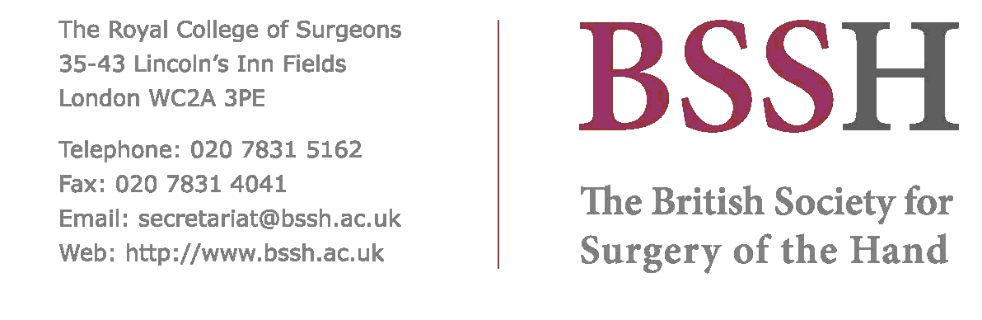 The Royal College of Surgeons
35-43 Lincoln's Inn Fields
London WC2A 3PE
Telephone: 020 7831 5162
Fax: 020 7831 4041
Email: secretariat@bssh.ac.uk
Web: http://www.bssh.ac.uk
BSSH
The British Society for
Surgery of the Hand